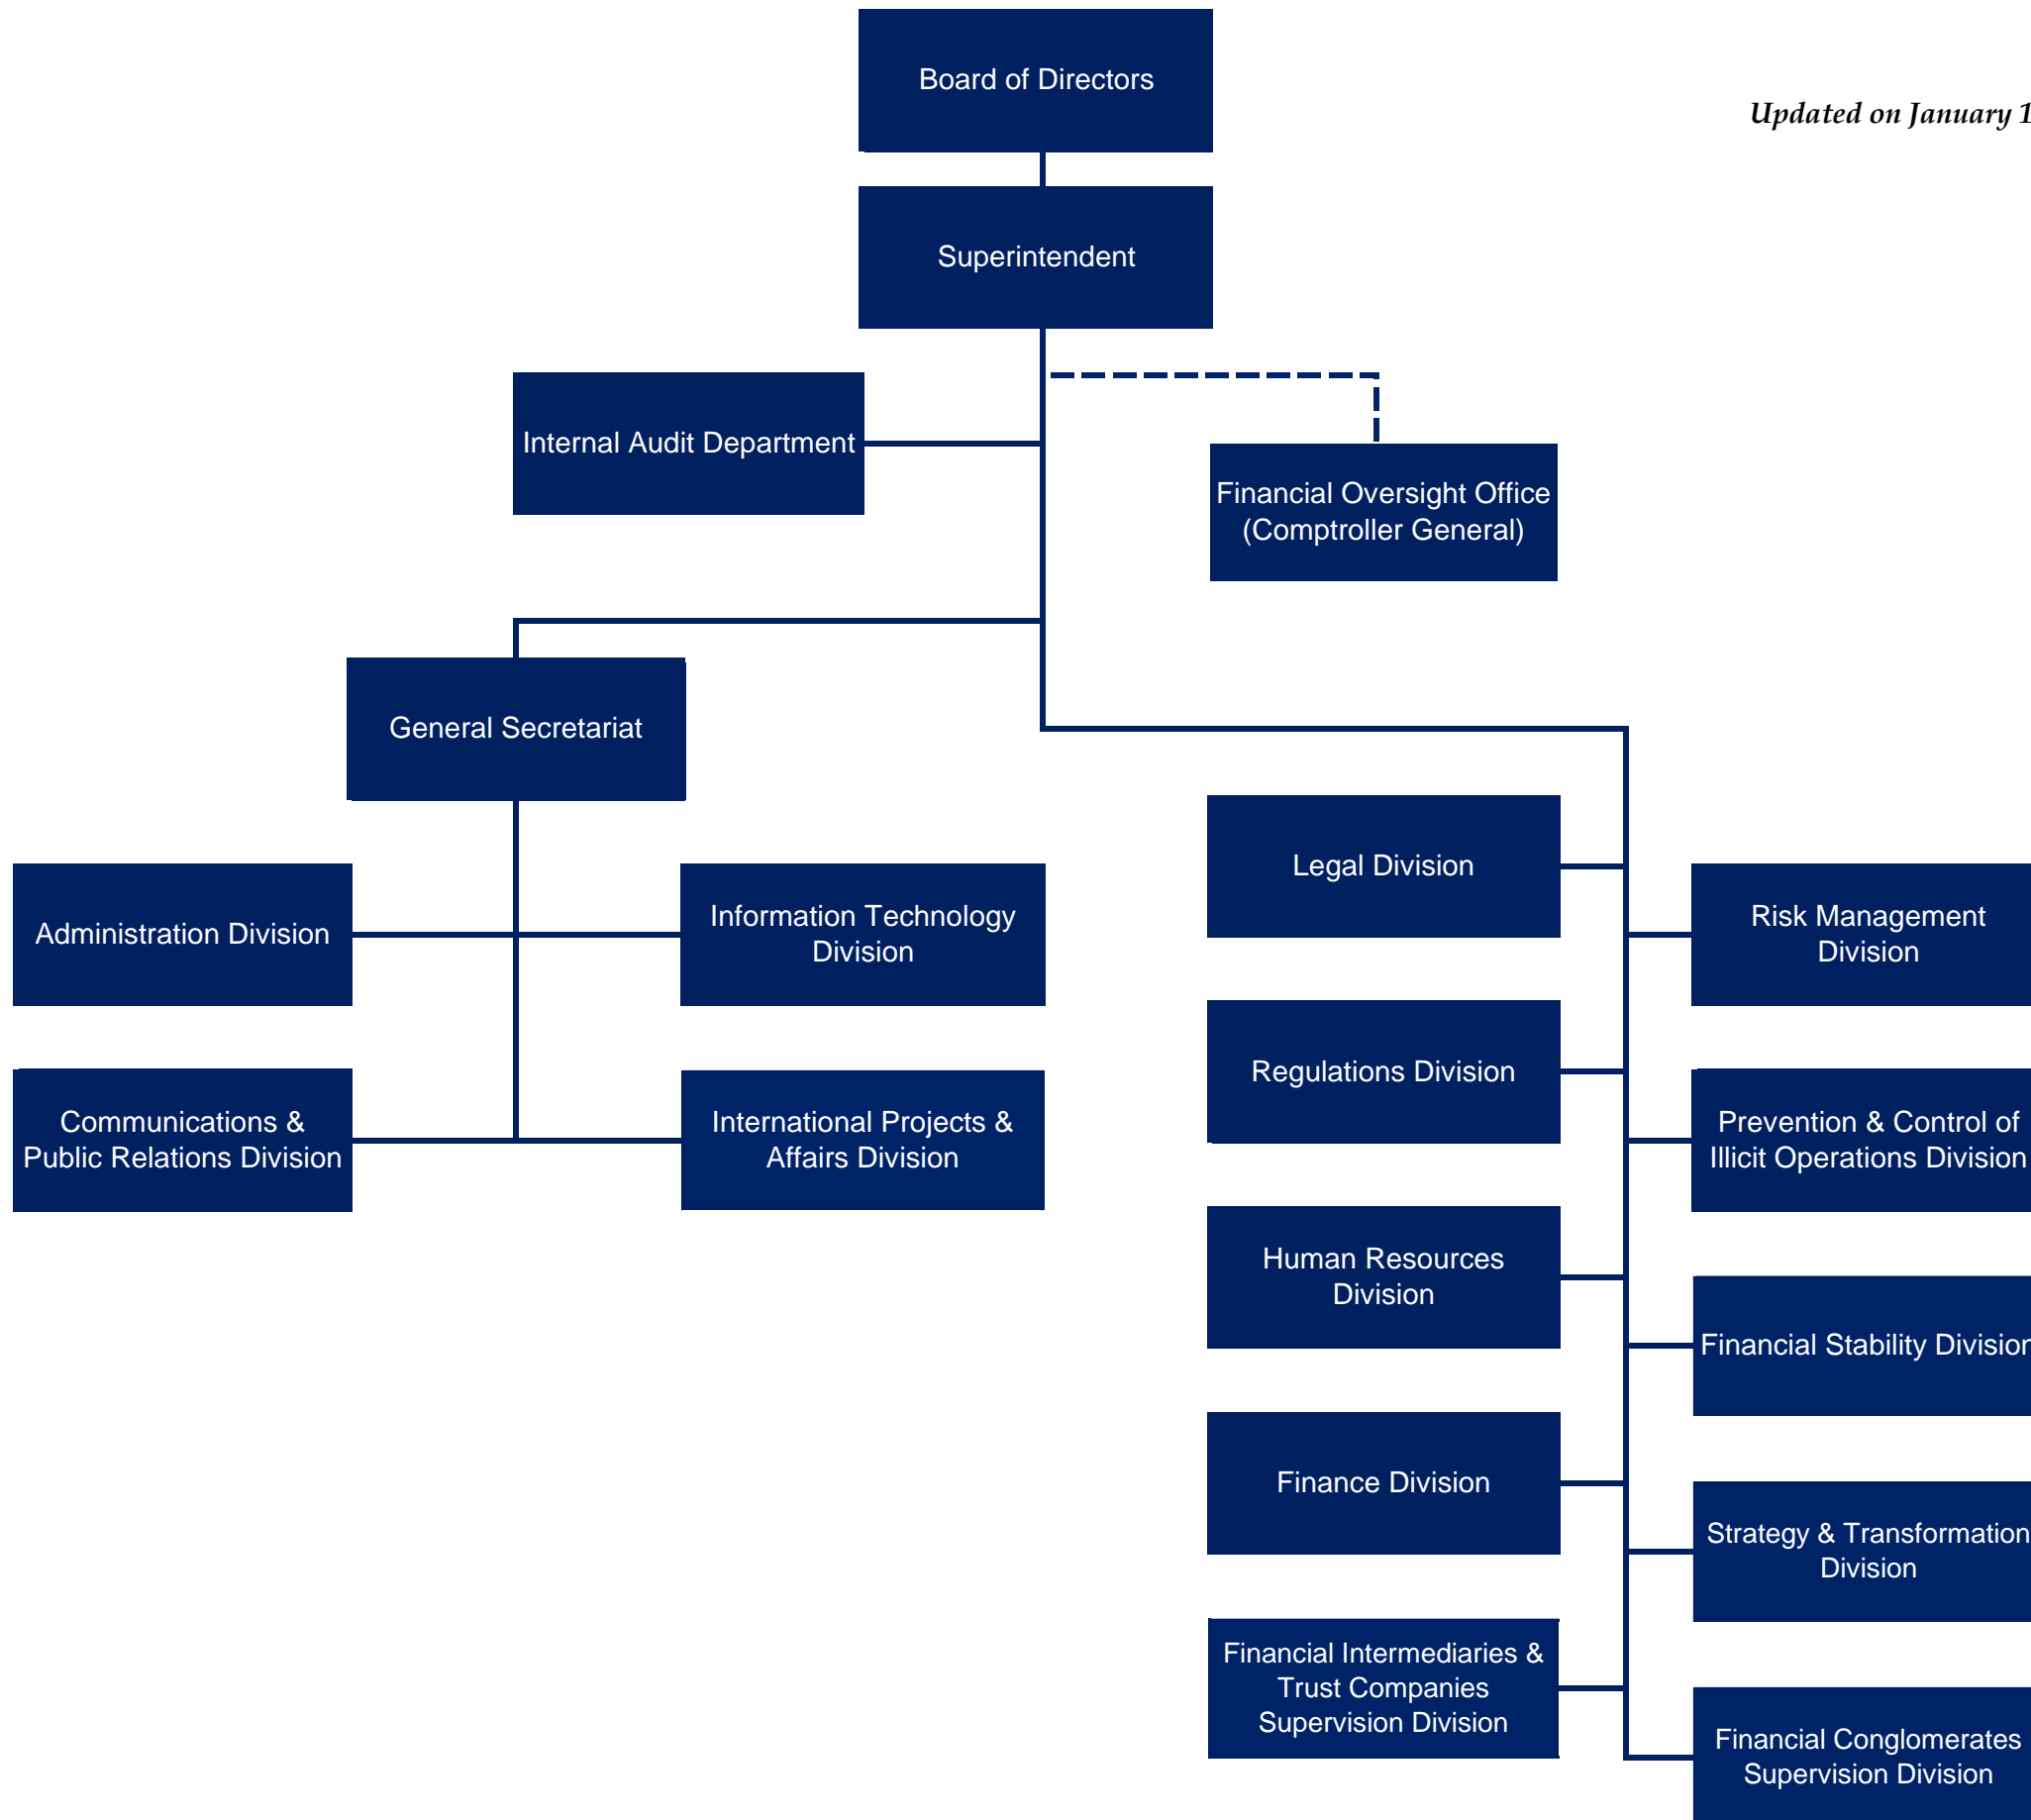 Board of Directors
Updated on January 1
Superintendent
Internal Audit Department
Financial Oversight Office
(Comptroller General)
General Secretariat
Administration Division
Information Technology
Division
Communications &
Public Relations Division
International Projects &
Affairs Division
Legal Division
Risk Management
Division
Regulations Division
Prevention & Control of
Illicit Operations Division
Human Resources
Division
Financial Stability Division
Finance Division
Strategy & Transformation
Division
Financial Intermediaries &
Trust Companies
Supervision Division
Financial Conglomerates
Supervision Division